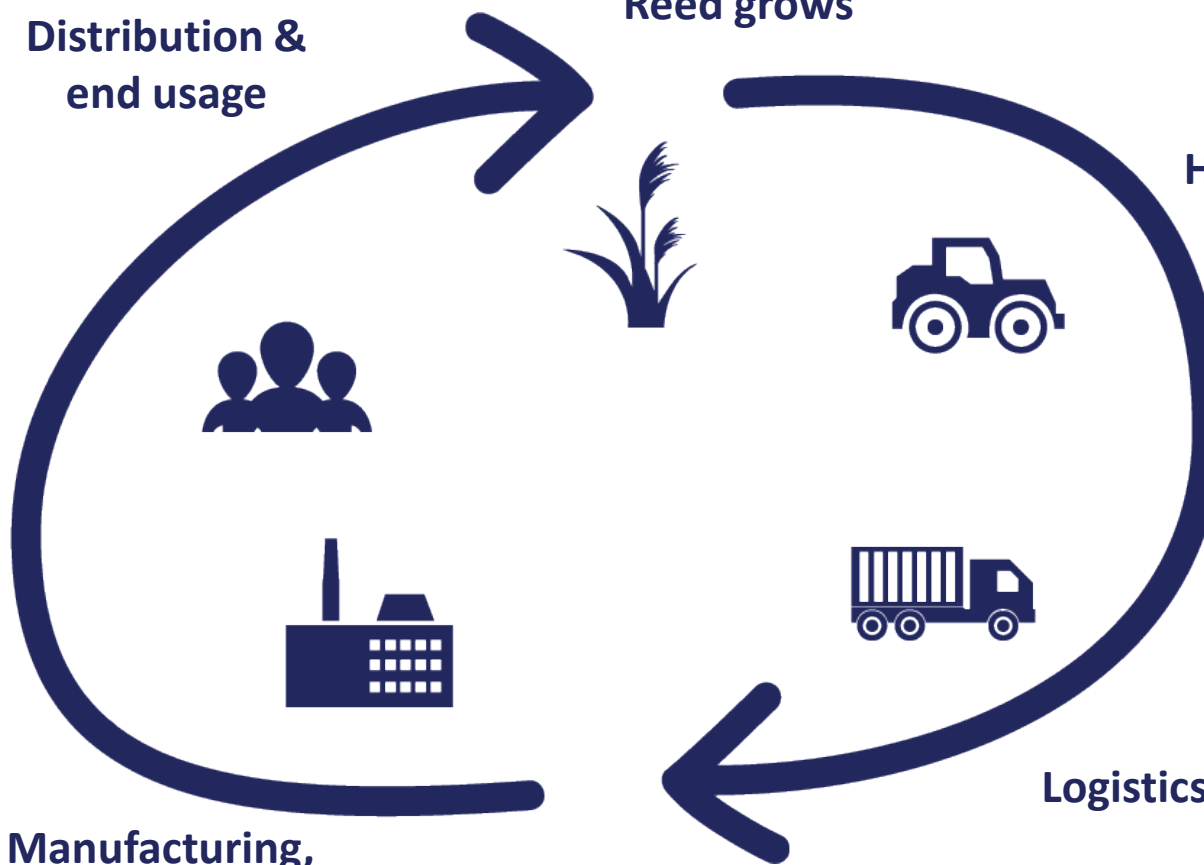 Reed grows
Distribution &
end usage
H
Logistics
Manufacturing,